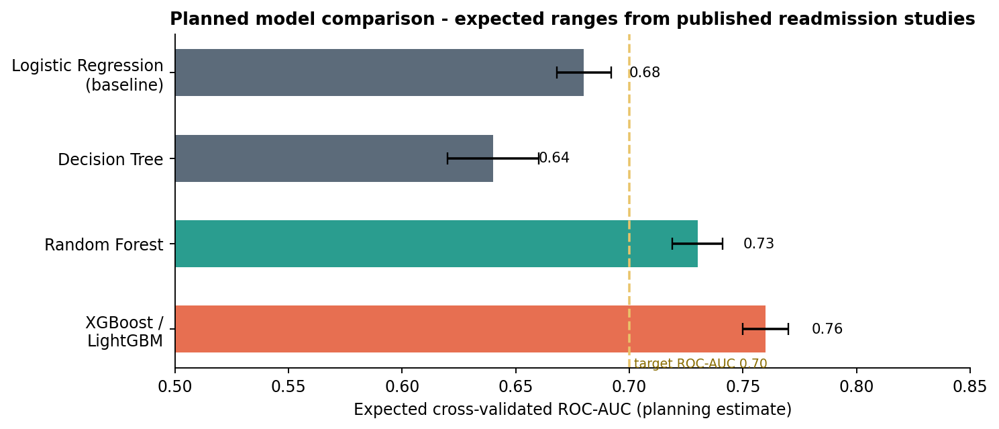 Planned model comparison - expected ranges from published readmission studies
Logistic Regression
(baseline)
0.68
Decision Tree
0.64
Random Forest
0.73
XGBoost /
LightGBM
0.76
target ROC-AUC 0.70
0.50 0.55 0.60 0.65 0.70 0.75 0.80 0.85
Expected cross-validated ROC-AUC (planning estimate)